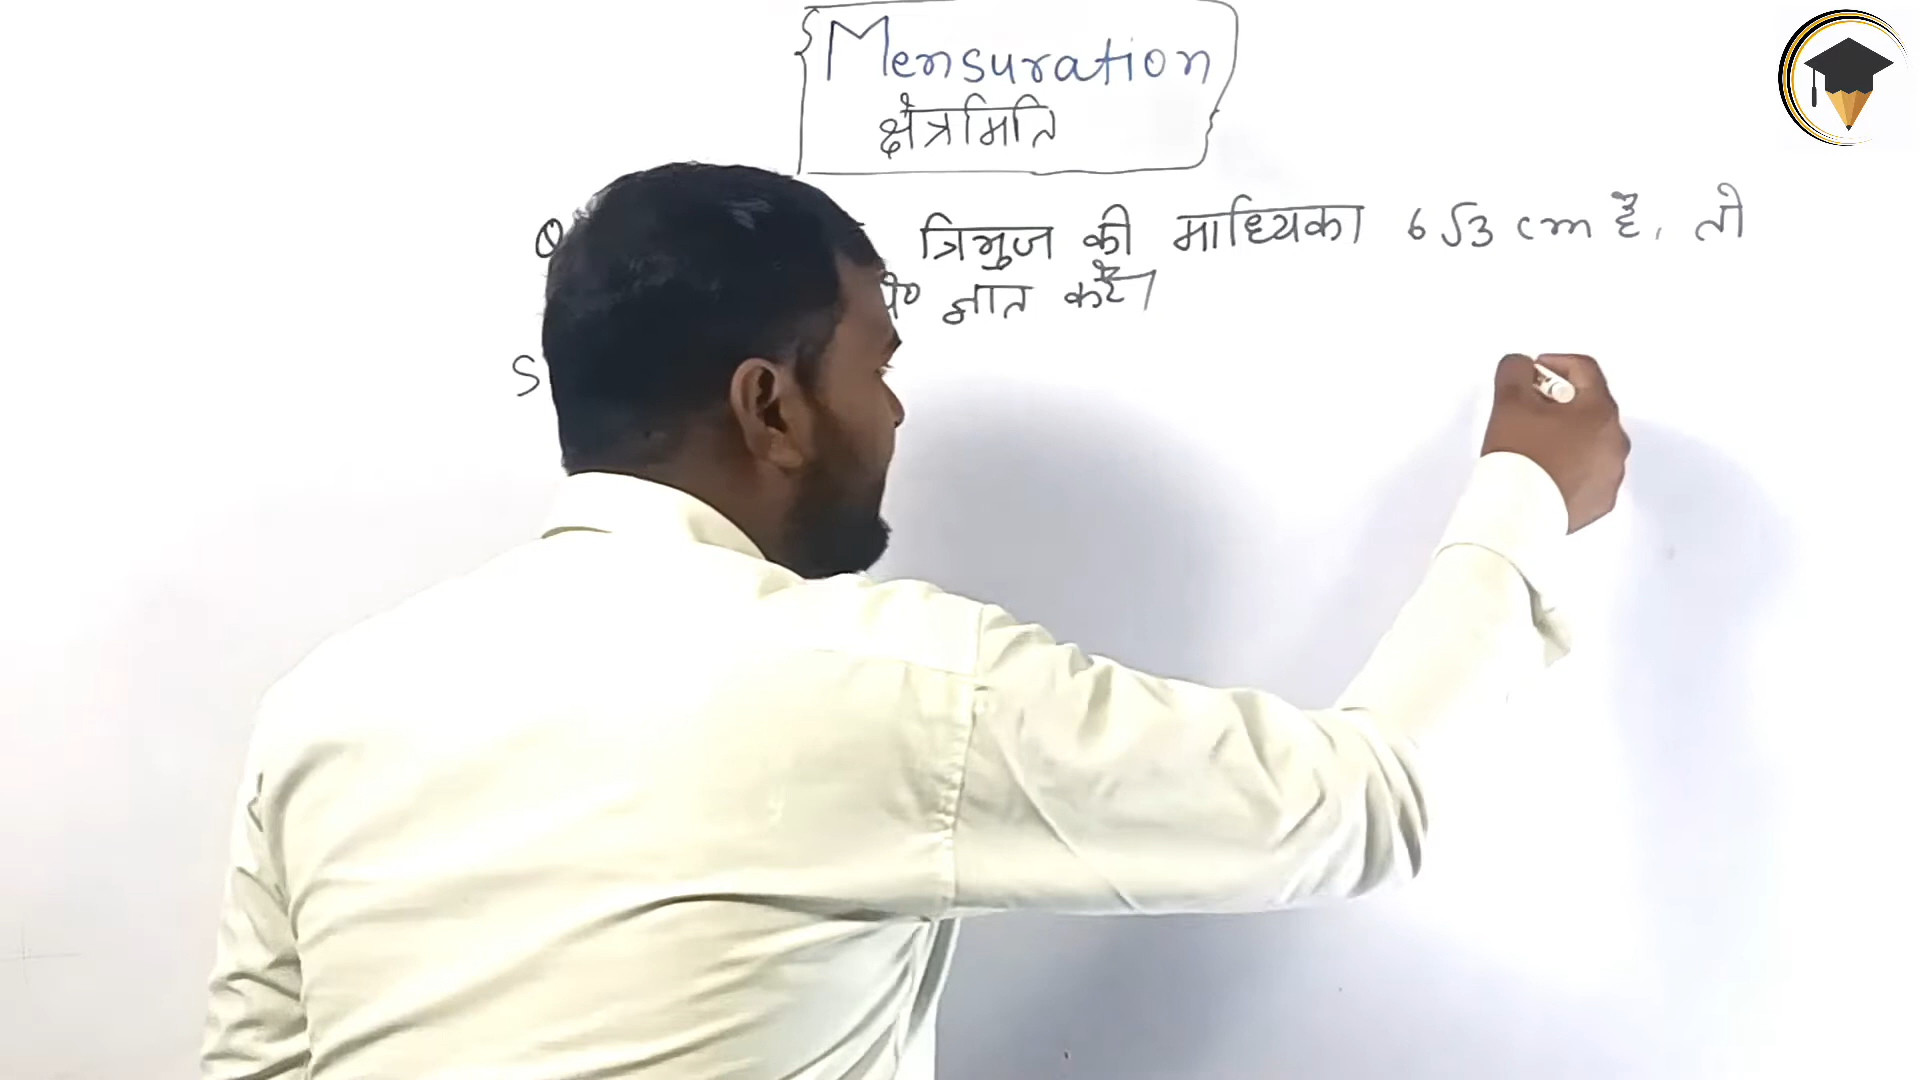 Mensuration
क्षेत्रमिति
Q त्रिभुज की माध्यिका 6√3 cm है, तो
ज्ञात करें।
S